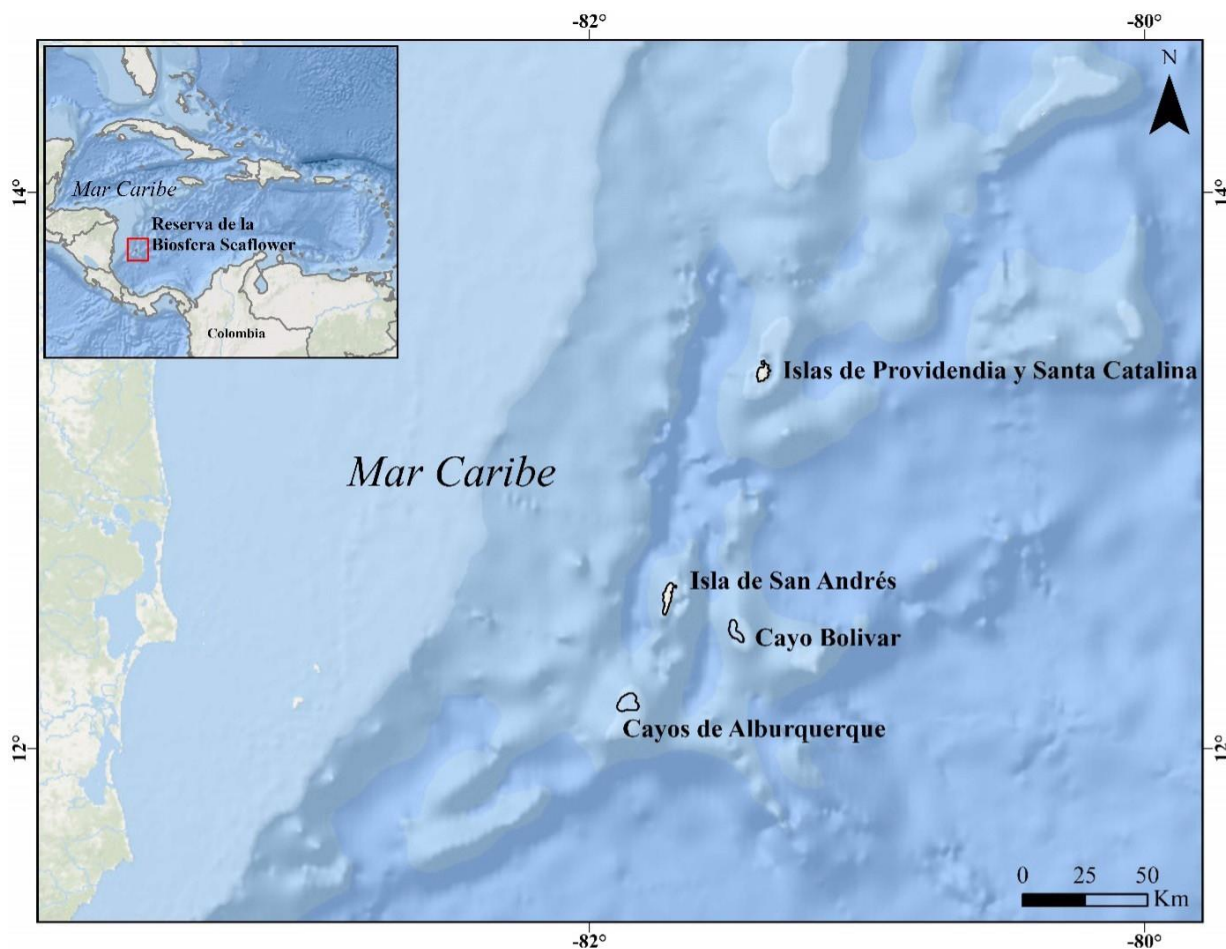 -82°
-80°
N
Mar Caribe
Reserva de la
Biosfera Seaflower
Colombia
14°
14°
Islas de Providendia y Santa Catalina
Mar Caribe
Isla de San Andrés
Cayo Bolivar
Cayos de Alburquerque
12°
12°
0 25 50
Km
-82°
-80°